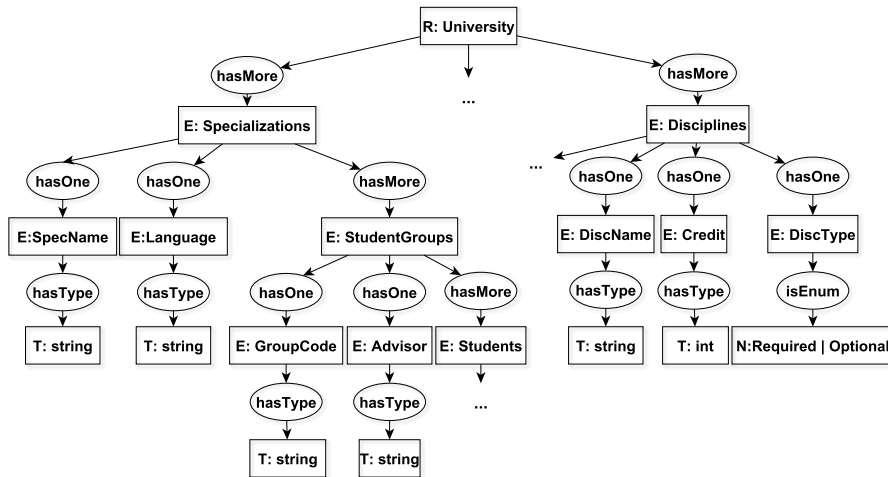 R: University
hasMore
hasMore
...
E: Specializations
E: Disciplines
...
hasOne
hasOne
hasMore
hasOne
hasOne
hasOne
E:SpecName
E:Language
E: StudentGroups
E: DiscName
E: Credit
E: DiscType
hasType
hasType
hasOne
hasOne
hasMore
hasType
hasType
isEnum
T: string
T: string
E: GroupCode
E: Advisor
E: Students
T: string
T: int
N:Required | Optional
hasType
hasType
...
T: string
T: string